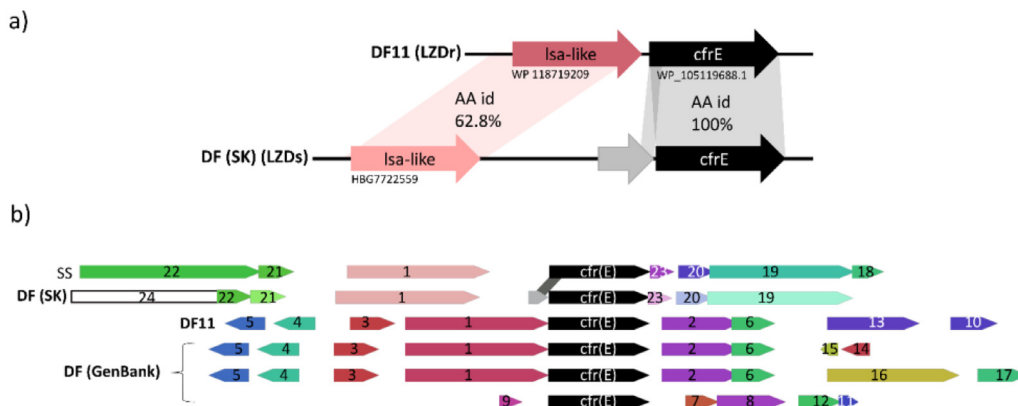 a)
DF11 (LZDr) lsa-like cfrE
WP 118719209 WP_105119688.1
AA id 62.8% AA id 100%
DF (SK) (LZDs) lsa-like cfrE
HBG7722559
b)
SS 22 21 1 cfr(E) 23 20 19 18
DF (SK) 24 22 21 1 cfr(E) 23 20 19
DF11 5 4 3 1 cfr(E) 2 6 13 10
5 4 3 1 cfr(E) 2 6 15 14
DF (GenBank) 5 4 3 1 cfr(E) 2 6 16 17
9 cfr(E) 7 8 12 11